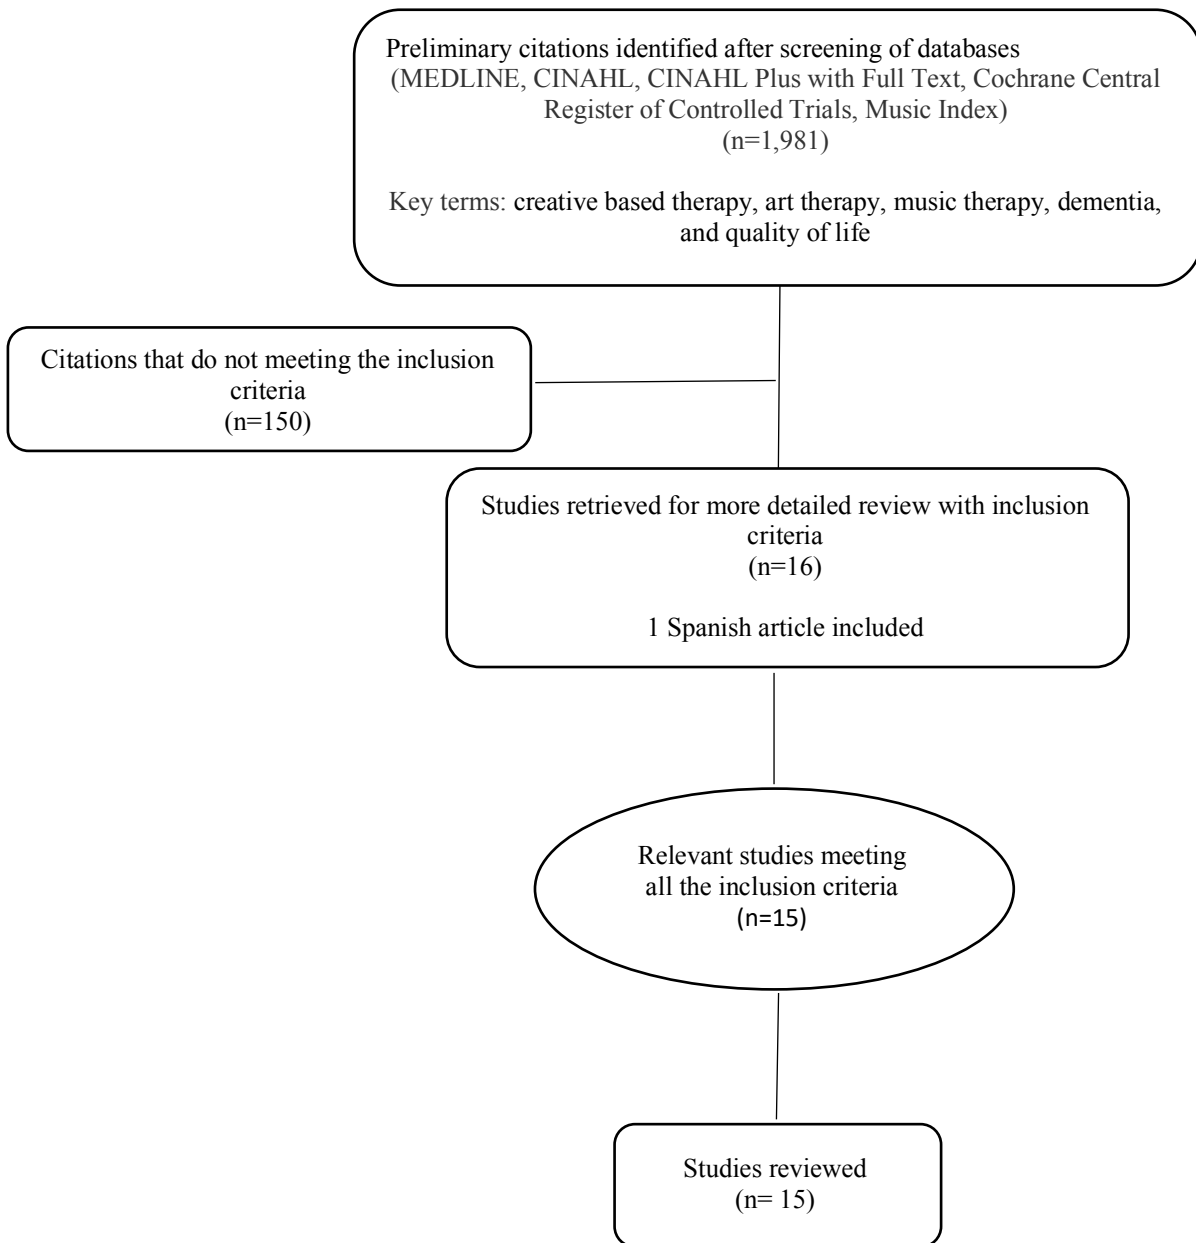 Preliminary citations identified after screening of databases
(MEDLINE, CINAHL, CINAHL Plus with Full Text, Cochrane Central
Register of Controlled Trials, Music Index)
(n=1,981)
Key terms: creative based therapy, art therapy, music therapy, dementia,
and quality of life
Citations that do not meeting the inclusion
criteria
(n=150)
Studies retrieved for more detailed review with inclusion
criteria
(n=16)
1 Spanish article included
Relevant studies meeting
all the inclusion criteria
(n=15)
Studies reviewed
(n= 15)